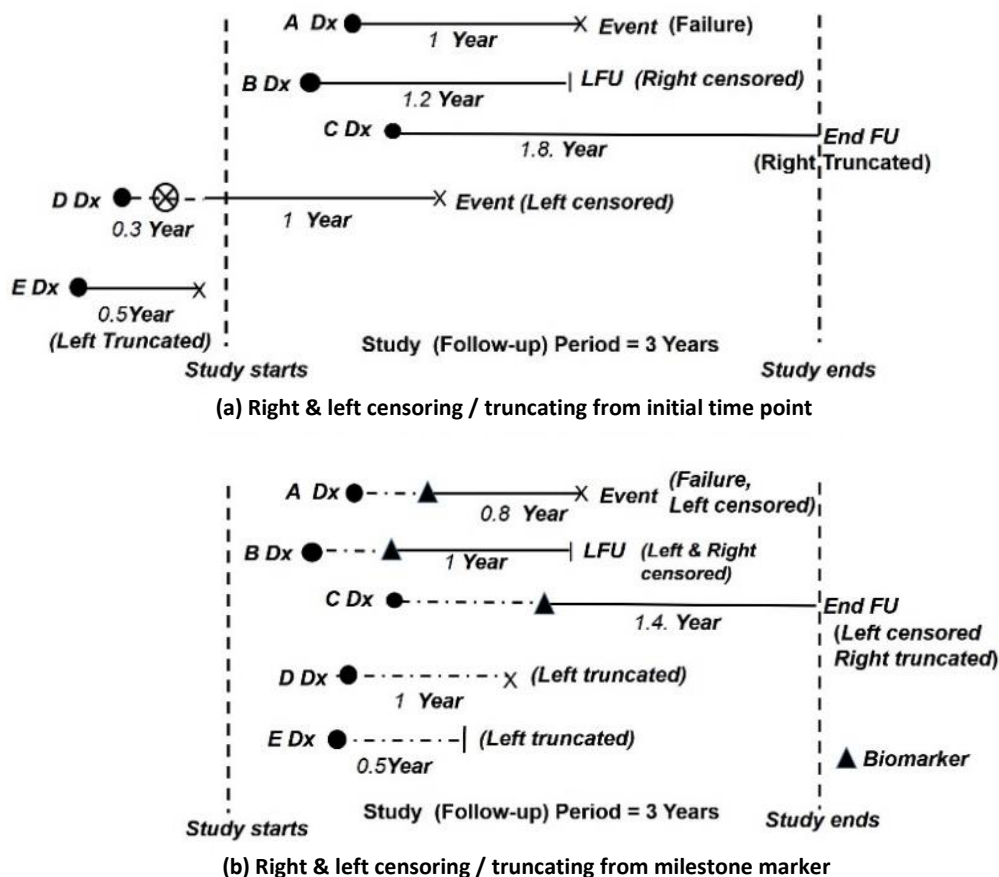 A Dx
1 Year
Event (Failure)
B Dx
1.2 Year
LFU (Right censored)
C Dx
1.8. Year
End FU
(Right Truncated)
D Dx
0.3 Year
1 Year
Event (Left censored)
E Dx
0.5Year
(Left Truncated)
Study (Follow-up) Period = 3 Years
Study starts
Study ends
(a) Right & left censoring / truncating from initial time point
A Dx
0.8 Year
Event
(Failure,
Left censored)
B Dx
1 Year
LFU
(Left & Right
censored)
C Dx
1.4. Year
End FU
(Left censored
Right truncated)
D Dx
1 Year
(Left truncated)
E Dx
0.5Year
(Left truncated)
Biomarker
Study (Follow-up) Period = 3 Years
Study starts
Study ends
(b) Right & left censoring / truncating from milestone marker